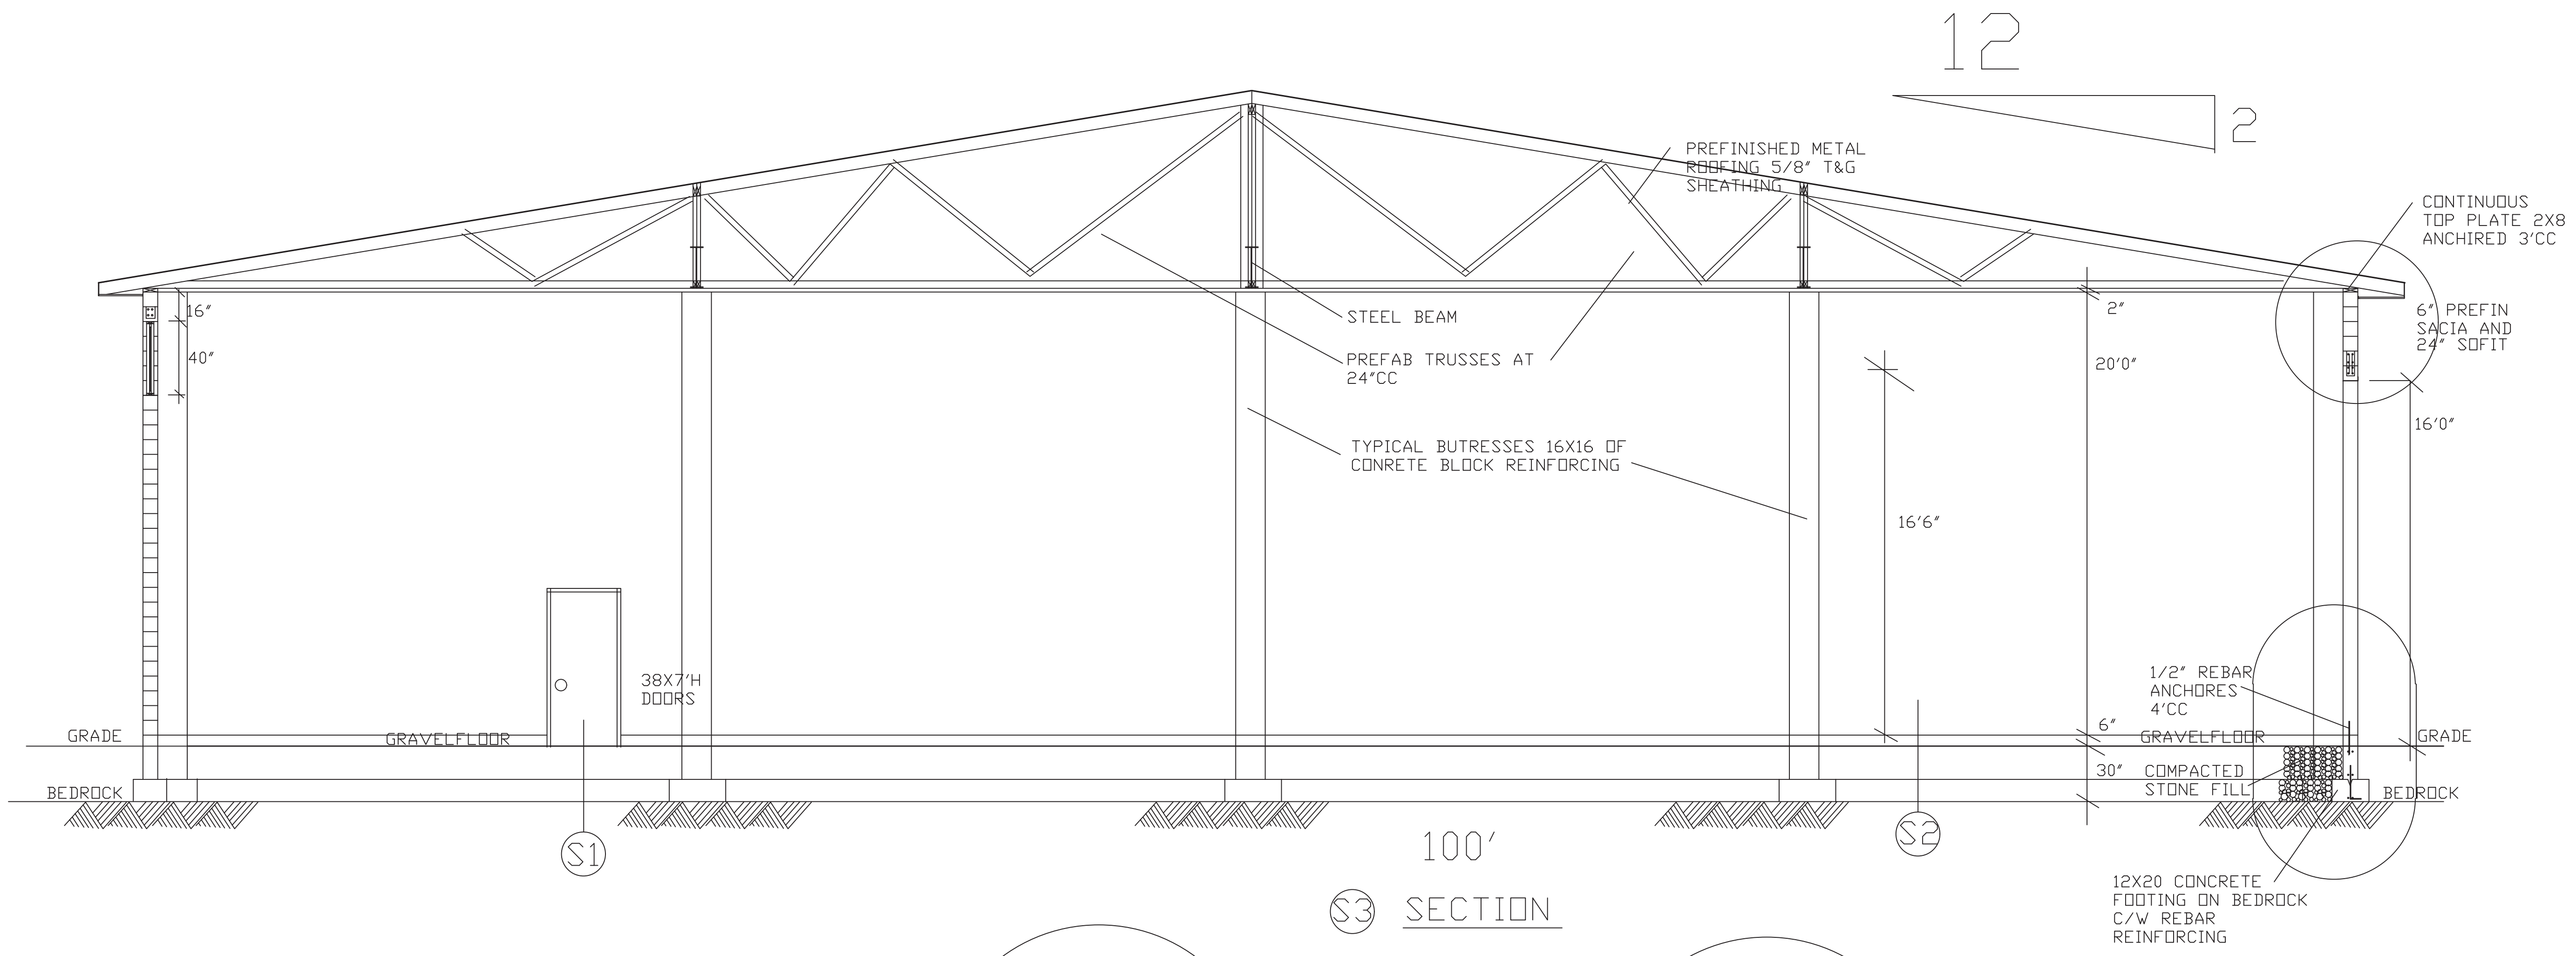 12
2
PREFINISHED METAL
ROOFING 5/8" T&G
SHEATHING
CONTINUOUS
TOP PLATE 2X8
ANCHIRED 3'CC
16"
40"
STEEL BEAM
PREFAB TRUSSES AT
24"CC
2"
20'0"
6" PREFIN
SACIA AND
24" SOFIT
16'0"
TYPICAL BUTRESSES 16X16 OF
CONRETE BLOCK REINFORCING
16'6"
38X7'H
DOORS
1/2" REBAR
ANCHORES
4'CC
GRADE
GRAVELFLOOR
6"
GRAVELFLOOR
GRADE
BEDROCK
30"
COMPACTED
STONE FILL
BEDROCK
S1
S2
100'
S3 SECTION
12X20 CONCRETE
FOOTING ON BEDROCK
C/W REBAR
REINFORCING